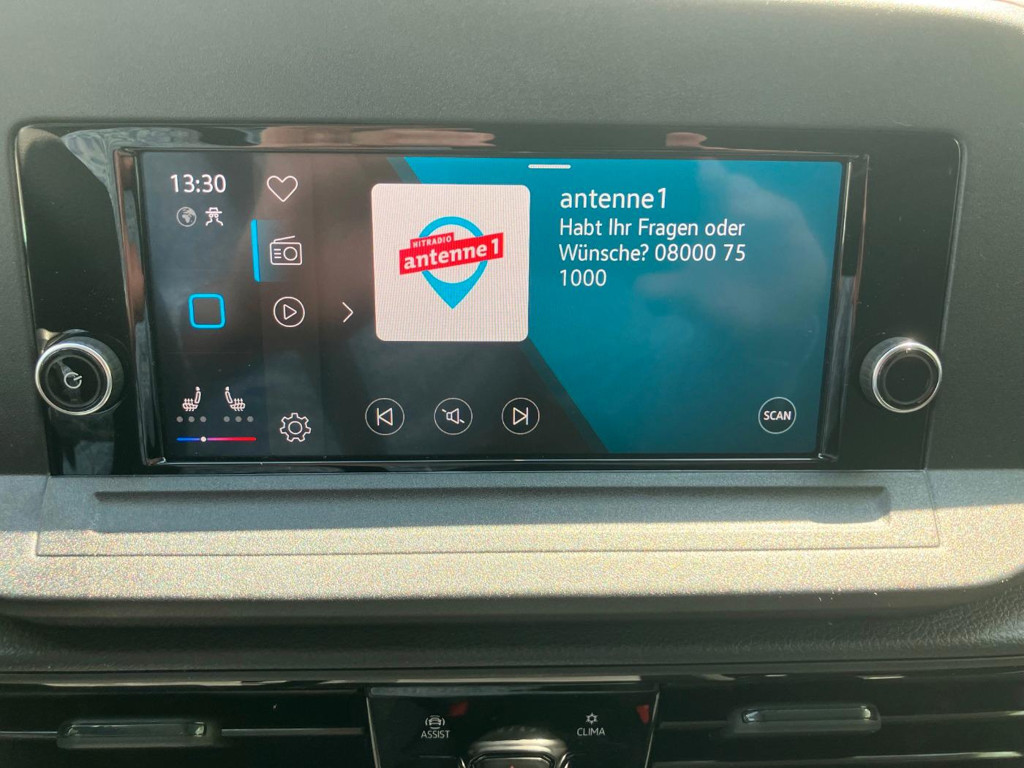 13:30
HITRADIO
antenne 1
antenne1
Habt Ihr Fragen oder
Wünsche? 08000 75
1000
SCAN
ASSIST
CLIMA